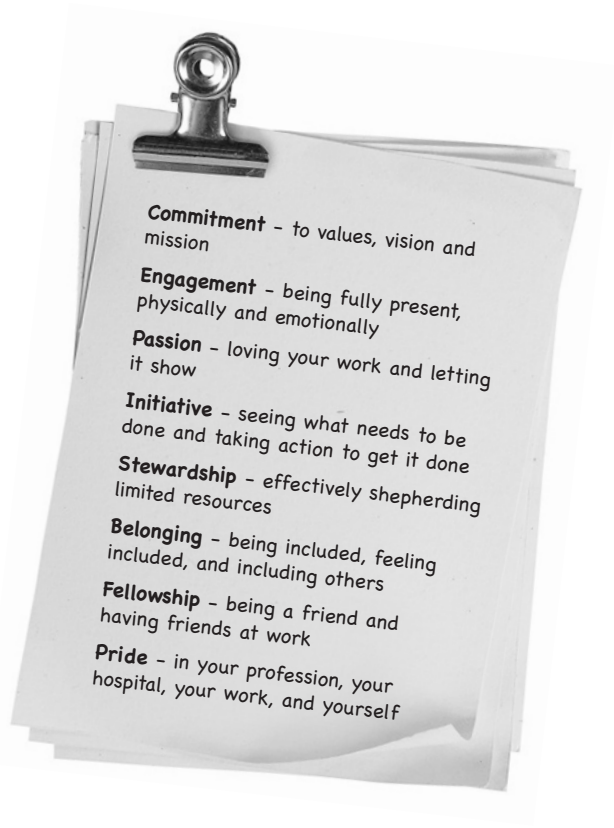 Commitment – to values, vision and
mission
Engagement – being fully present,
physically and emotionally
Passion – loving your work and letting
it show
Initiative – seeing what needs to be
done and taking action to get it done
Stewardship – effectively shepherding
limited resources
Belonging – being included, feeling
included, and including others
Fellowship – being a friend and
having friends at work
Pride – in your profession, your
hospital, your work, and yourself